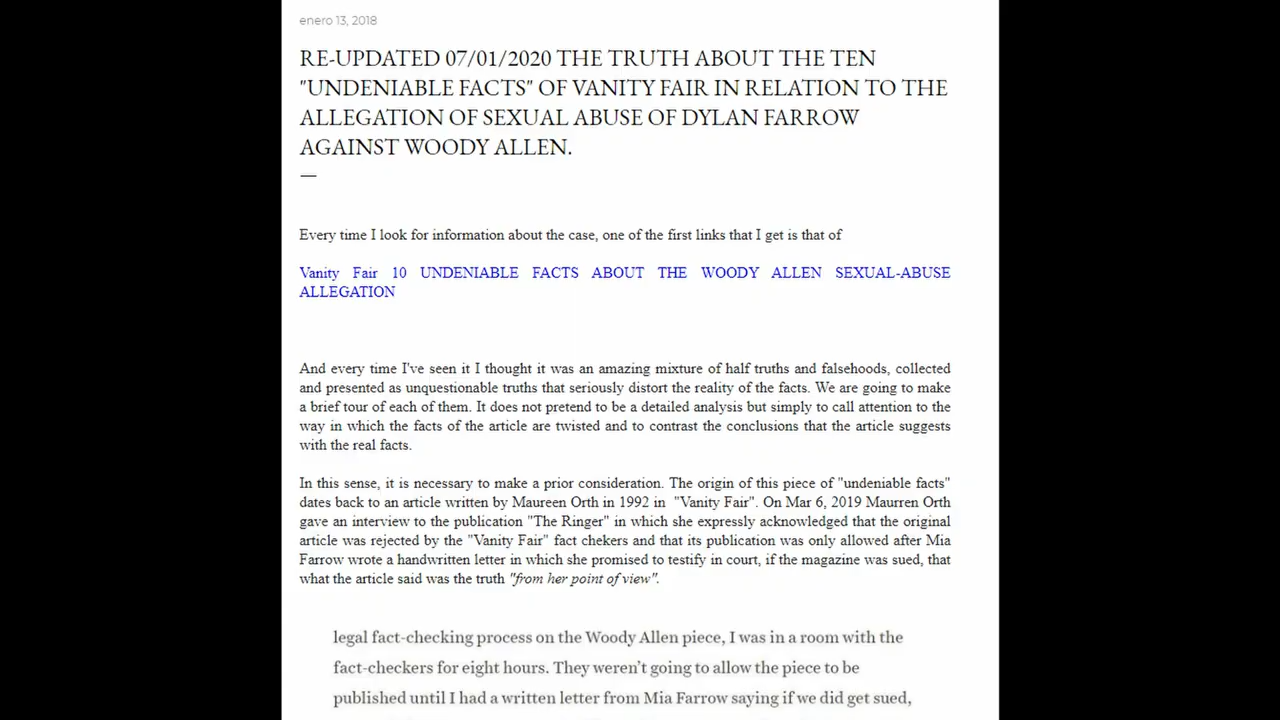 enero 13, 2018
RE-UPDATED 07/01/2020 THE TRUTH ABOUT THE TEN
"UNDENIABLE FACTS" OF VANITY FAIR IN RELATION TO THE
ALLEGATION OF SEXUAL ABUSE OF DYLAN FARROW
AGAINST WOODY ALLEN.
—
Every time I look for information about the case, one of the first links that I get is that of
Vanity Fair 10 UNDENIABLE FACTS ABOUT THE WOODY ALLEN SEXUAL-ABUSE
ALLEGATION
And every time I've seen it I thought it was an amazing mixture of half truths and falsehoods, collected
and presented as unquestionable truths that seriously distort the reality of the facts. We are going to make
a brief tour of each of them. It does not pretend to be a detailed analysis but simply to call attention to the
way in which the facts of the article are twisted and to contrast the conclusions that the article suggests
with the real facts.
In this sense, it is necessary to make a prior consideration. The origin of this piece of "undeniable facts"
dates back to an article written by Maureen Orth in 1992 in "Vanity Fair". On Mar 6, 2019 Maurren Orth
gave an interview to the publication "The Ringer" in which she expressly acknowledged that the original
article was rejected by the "Vanity Fair" fact chekers and that its publication was only allowed after Mia
Farrow wrote a handwritten letter in which she promised to testify in court, if the magazine was sued, that
what the article said was the truth "from her point of view".
legal fact-checking process on the Woody Allen piece, I was in a room with the
fact-checkers for eight hours. They weren't going to allow the piece to be
published until I had a written letter from Mia Farrow saying if we did get sued,